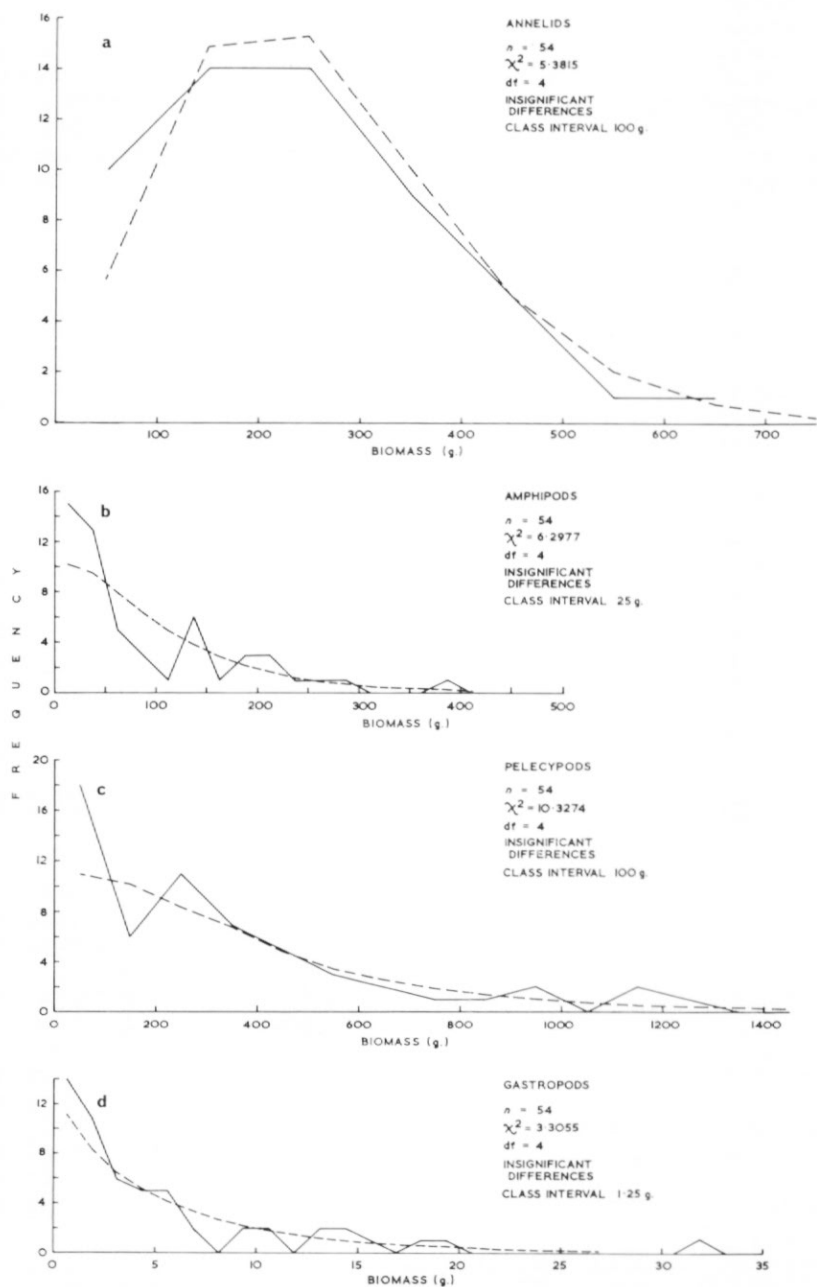 a
ANNELIDS
n = 54
χ² = 5·3815
df = 4
INSIGNIFICANT
DIFFERENCES
CLASS INTERVAL 100 g.
16
14
12
10
8
6
4
2
0
100 200 300 400 500 600 700
BIOMASS (g.)
b
AMPHIPODS
n = 54
χ² = 6·2977
df = 4
INSIGNIFICANT
DIFFERENCES
CLASS INTERVAL 25 g.
16
12
8
4
0
0 100 200 300 400 500
BIOMASS (g.)
FREQUENCY
c
PELECYPODS
n = 54
χ² = 10·3274
df = 4
INSIGNIFICANT
DIFFERENCES
CLASS INTERVAL 100 g.
20
16
12
8
4
0
0 200 400 600 800 1000 1200 1400
BIOMASS (g.)
d
GASTROPODS
n = 54
χ² = 3·3055
df = 4
INSIGNIFICANT
DIFFERENCES
CLASS INTERVAL 1·25 g.
12
8
4
0
0 5 10 15 20 25 30 35
BIOMASS (g.)